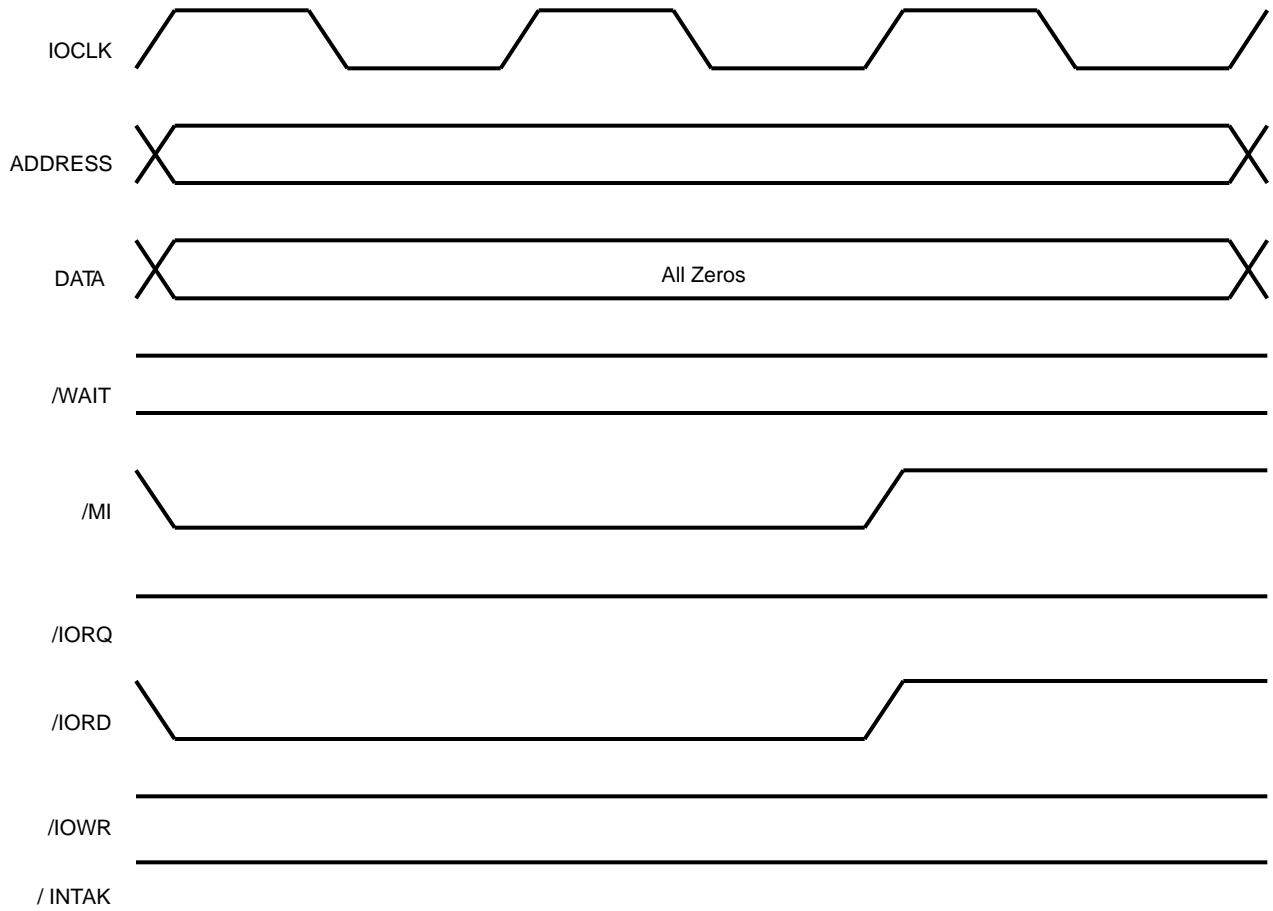 IOCLK
ADDRESS
DATA
All Zeros
/WAIT
/MI
/IORQ
/IORD
/IOWR
/ INTAK